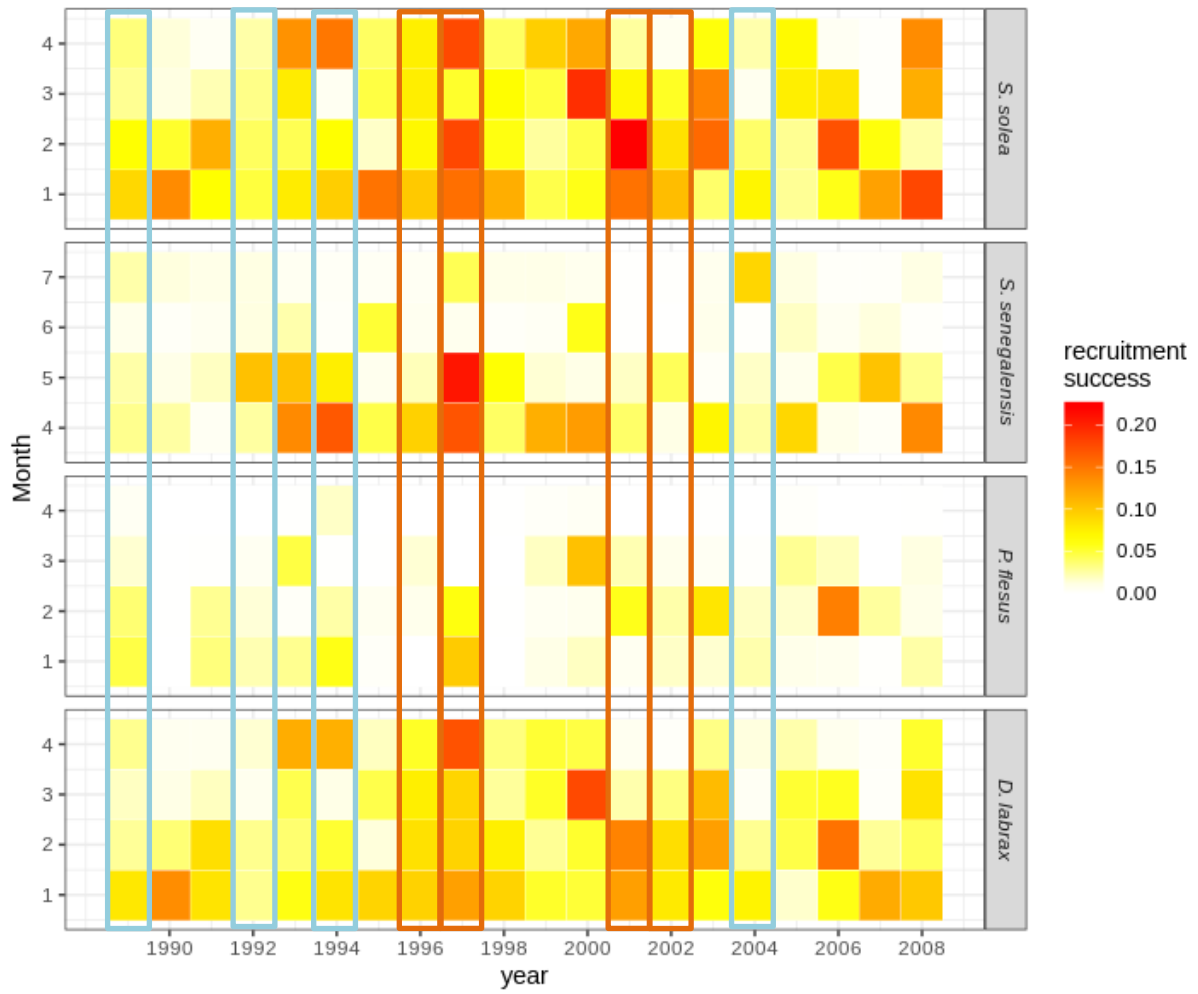 4
3
2
1
S. solea
7
6
5
4
S. senegalensis
4
3
2
1
P. flesus
4
3
2
1
D. labrax
Month
1990 1992 1994 1996 1998 2000 2002 2004 2006 2008
year
recruitment
success
0.20
0.15
0.10
0.05
0.00